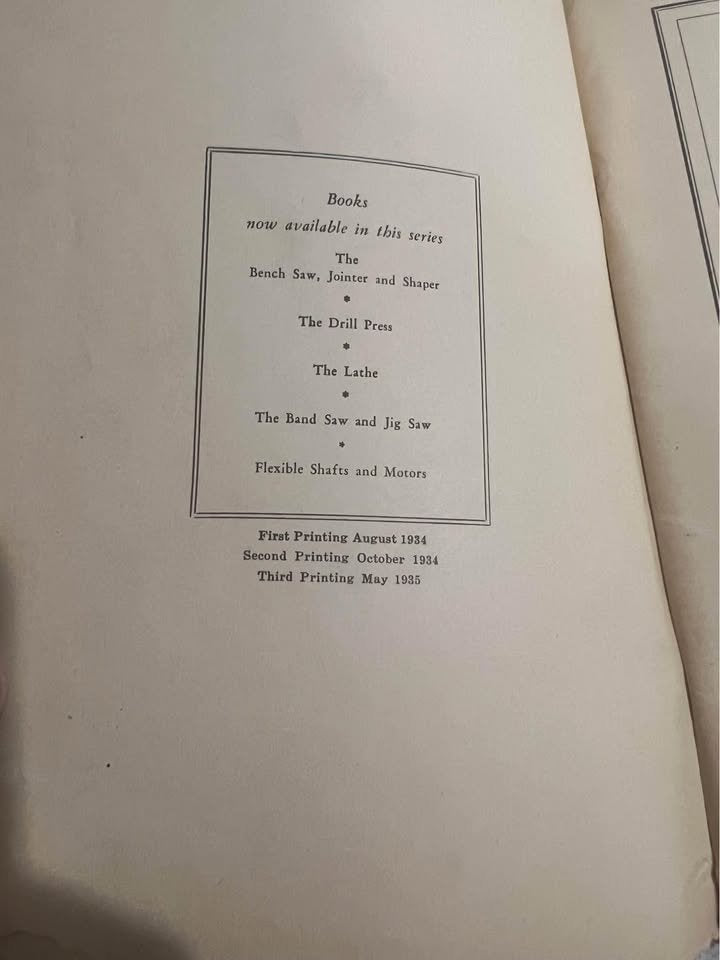 Books
now available in this series
The
Bench Saw, Jointer and Shaper
*
The Drill Press
*
The Lathe
*
The Band Saw and Jig Saw
*
Flexible Shafts and Motors
First Printing August 1934
Second Printing October 1934
Third Printing May 1935